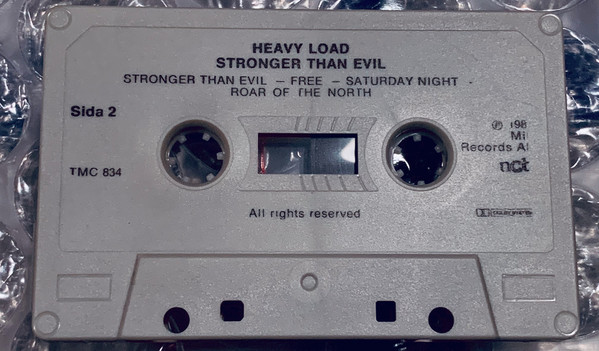 HEAVY LOAD
STRONGER THAN EVIL
STRONGER THAN EVIL – FREE – SATURDAY NIGHT -
ROAR OF THE NORTH
Sida 2
℗ 198
Mi
Records A
TMC 834
nct
All rights reserved